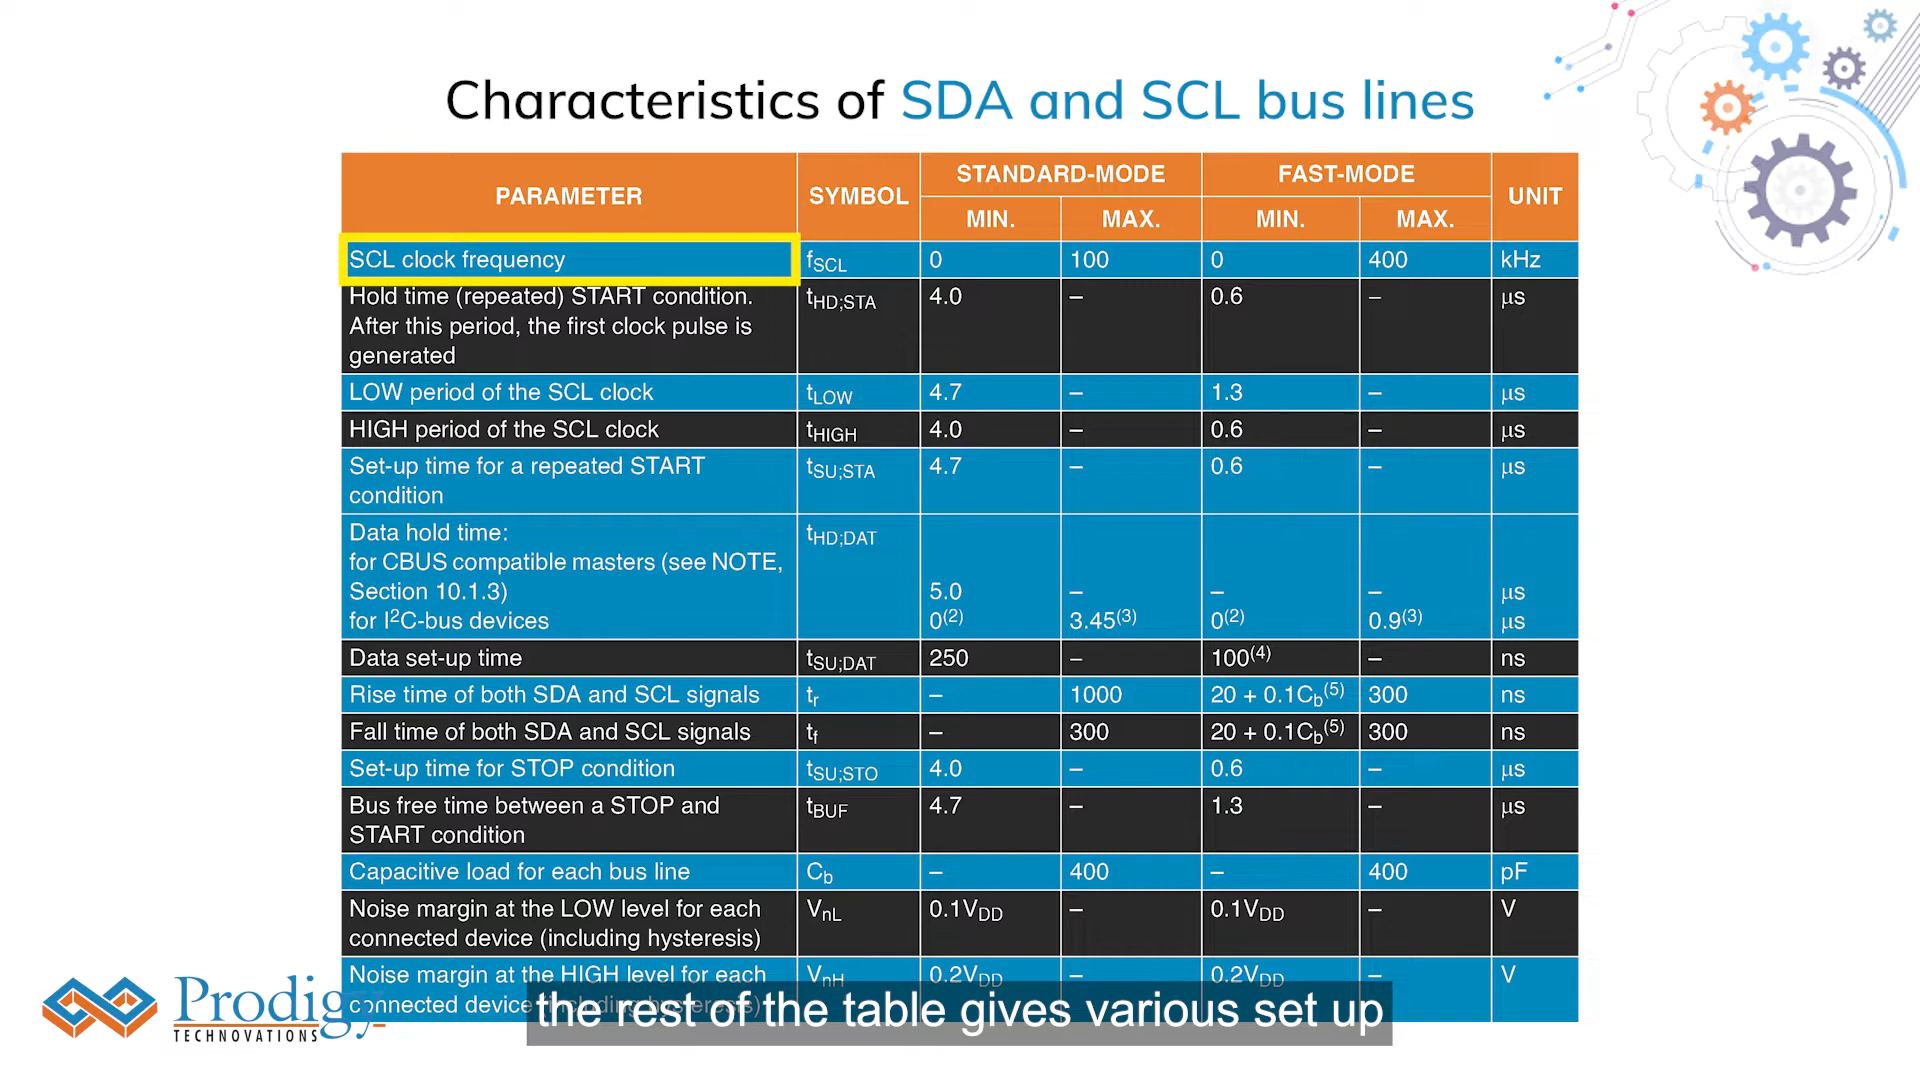 Characteristics of SDA and SCL bus lines
PARAMETER SYMBOL STANDARD-MODE FAST-MODE UNIT
MIN. MAX. MIN. MAX.
SCL clock frequency fSCL 0 100 0 400 kHz
Hold time (repeated) START condition. tHD;STA 4.0 – 0.6 – μs
After this period, the first clock pulse is
generated
LOW period of the SCL clock tLOW 4.7 – 1.3 – μs
HIGH period of the SCL clock tHIGH 4.0 – 0.6 – μs
Set-up time for a repeated START tSU;STA 4.7 – 0.6 – μs
condition
Data hold time: tHD;DAT
for CBUS compatible masters (see NOTE,
Section 10.1.3) 5.0 – – – μs
for I2C-bus devices 0(2) 3.45(3) 0(2) 0.9(3) μs
Data set-up time tSU;DAT 250 – 100(4) – ns
Rise time of both SDA and SCL signals tr – 1000 20 + 0.1Cb(5) 300 ns
Fall time of both SDA and SCL signals tf – 300 20 + 0.1Cb(5) 300 ns
Set-up time for STOP condition tSU;STO 4.0 – 0.6 – μs
Bus free time between a STOP and tBUF 4.7 – 1.3 – μs
START condition
Capacitive load for each bus line Cb – 400 – 400 pF
Noise margin at the LOW level for each VnL 0.1VDD – 0.1VDD – V
connected device (including hysteresis)
Noise margin at the HIGH level for each VnH 0.2VDD – 0.2VDD – V
connected device (including hysteresis)
the rest of the table gives various set up
Prodigy
TECHNOVATIONS